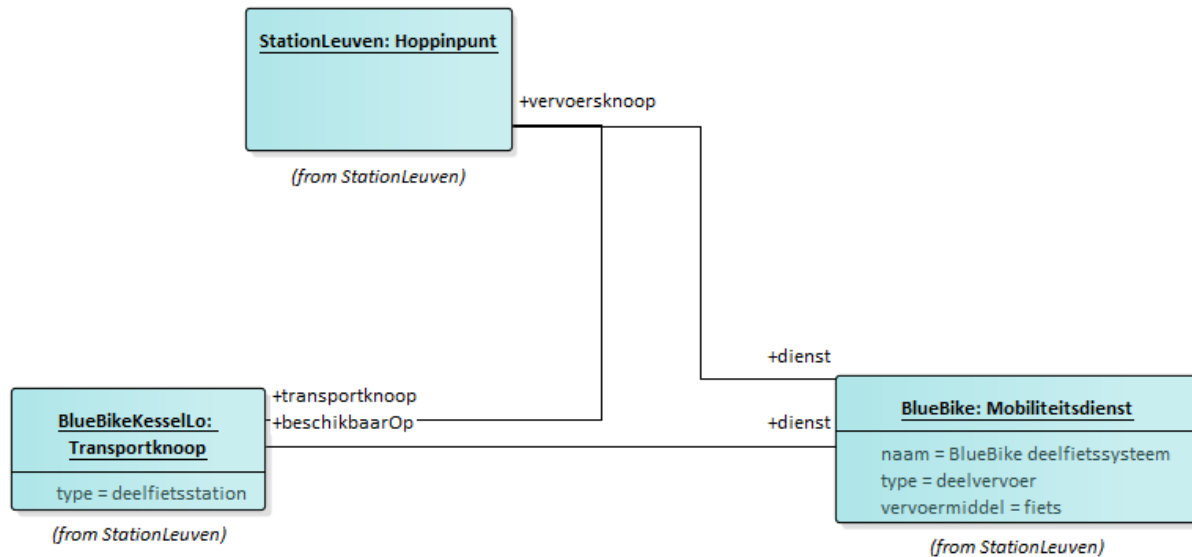 StationLeuven: Hoppinpunt
+vervoersknoop
(from StationLeuven)
+dienst
+transportknoop
+beschikbaarOp
+dienst
BlueBikeKesselLo:
Transportknoop
type = deelfietsstation
(from StationLeuven)
BlueBike: Mobiliteitsdienst
naam = BlueBike deelfietssysteem
type = deelvervoer
vervoermiddel = fiets
(from StationLeuven)